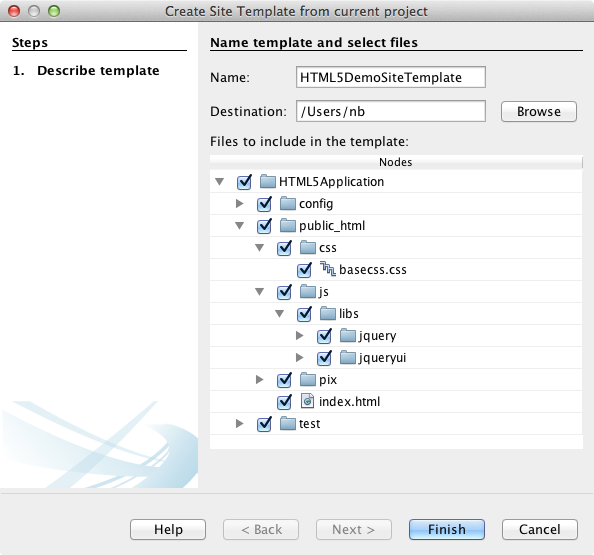 Create Site Template from current project
Steps
1. Describe template
Name template and select files
Name: HTML5DemoSiteTemplate
Destination: /Users/nb Browse
Files to include in the template:
Nodes
HTML5Application
config
public_html
css
basecss.css
js
libs
jquery
jqueryui
pix
index.html
test
Help < Back Next > Finish Cancel